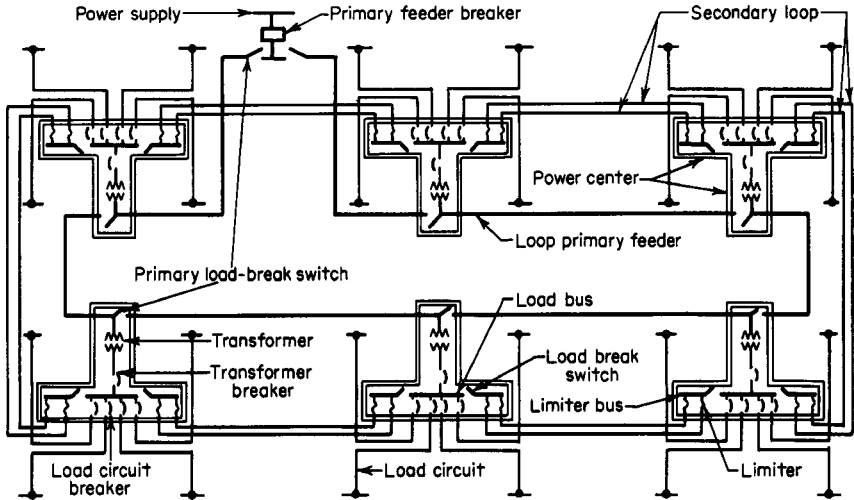 Power supply
Primary feeder breaker
Secondary loop
Power center
Loop primary feeder
Primary load-break switch
Load bus
Transformer
Load break
switch
Transformer
breaker
Limiter bus
Load circuit
breaker
Load circuit
Limiter